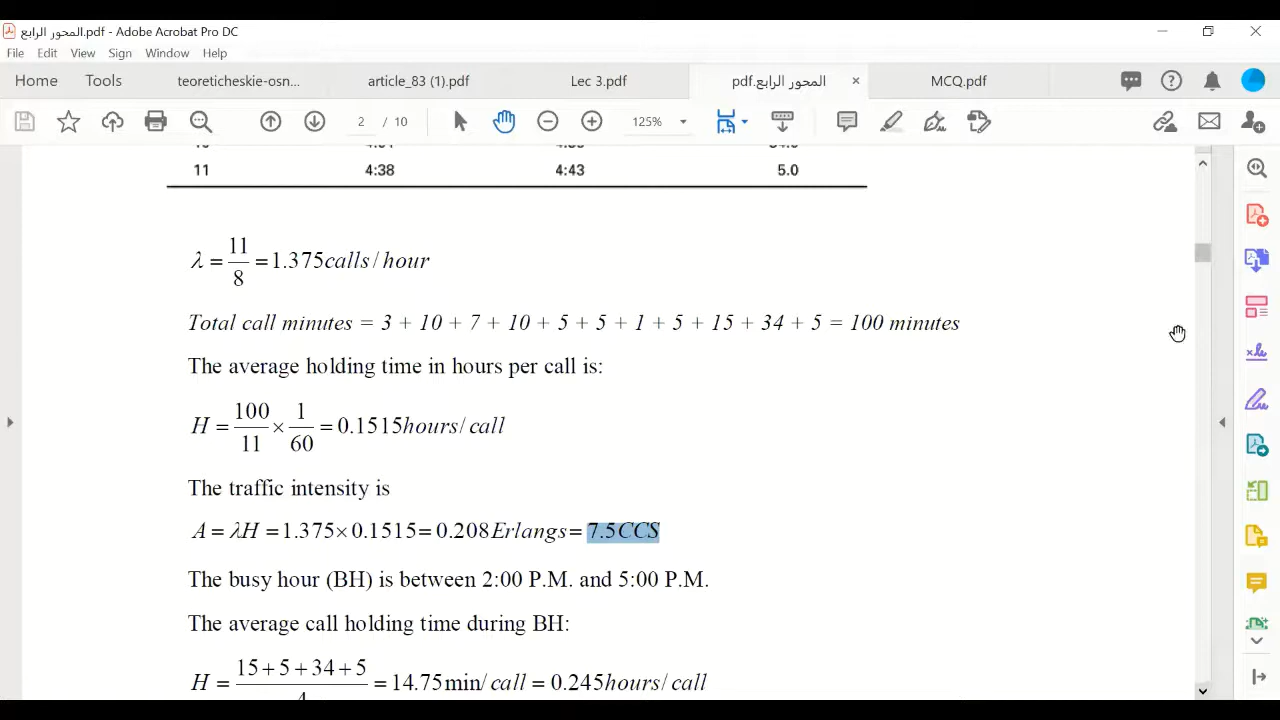 المحور الرابع.pdf - Adobe Acrobat Pro DC
File Edit View Sign Window Help
Home Tools teoreticheskie-osn... article_83 (1).pdf Lec 3.pdf المحور الرابع.pdf × MCQ.pdf
2 / 10 125%
11 4:38 4:43 5.0
λ = 11/8 = 1.375 calls / hour
Total call minutes = 3 + 10 + 7 + 10 + 5 + 5 + 1 + 5 + 15 + 34 + 5 = 100 minutes
The average holding time in hours per call is:
H = 100/11 × 1/60 = 0.1515 hours / call
The traffic intensity is
A = λH = 1.375 × 0.1515 = 0.208 Erlangs = 7.5 CCS
The busy hour (BH) is between 2:00 P.M. and 5:00 P.M.
The average call holding time during BH:
H = 15 + 5 + 34 + 5 / 4 = 14.75 min/ call = 0.245 hours / call